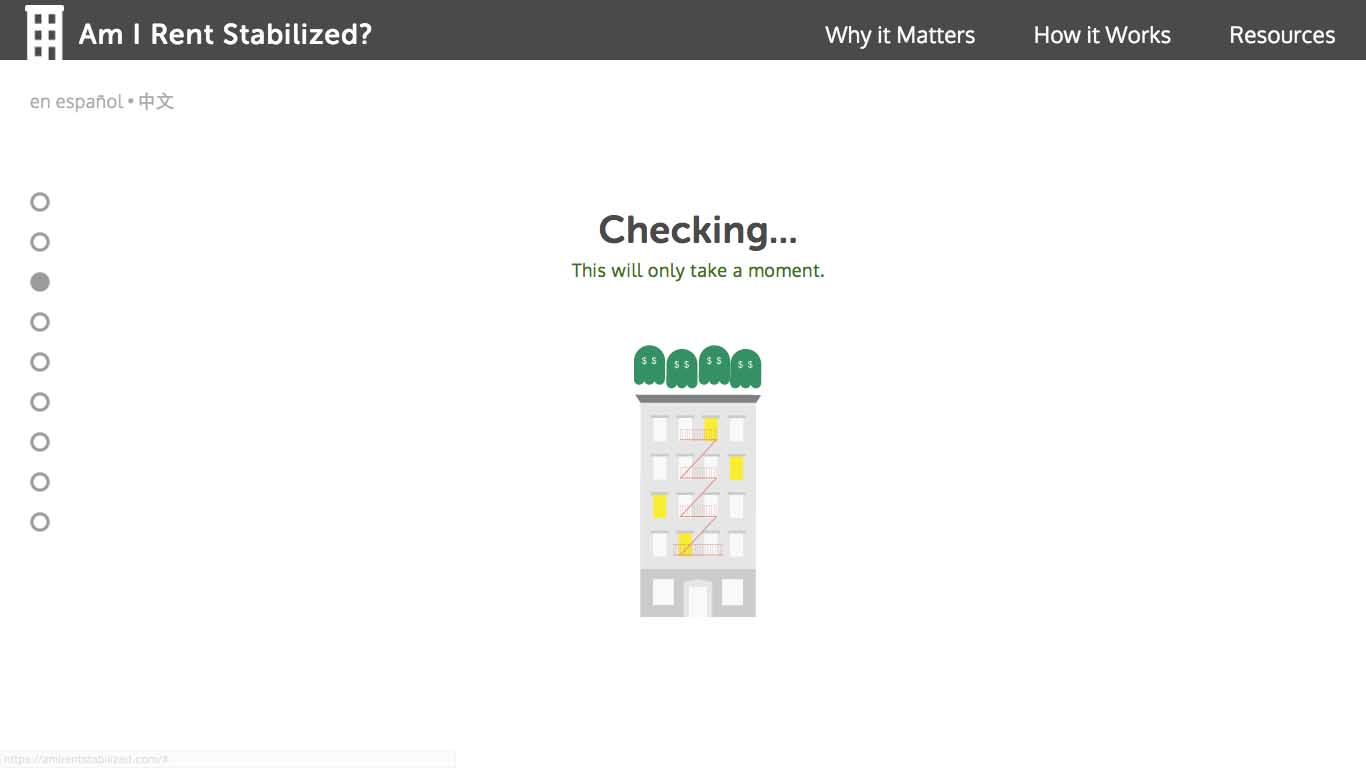 Am I Rent Stabilized?
Why it Matters
How it Works
Resources
en español • 中文
Checking...
This will only take a moment.
$ $
$ $
$ $
$ $
https://amirentstabilized.com/#